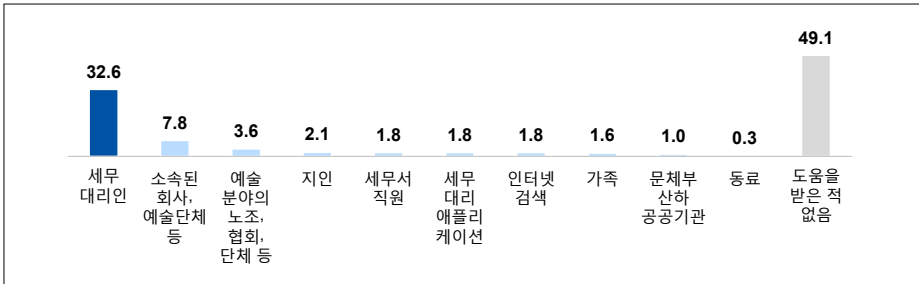 32.6
7.8
3.6
2.1
1.8
1.8
1.8
1.6
1.0
0.3
49.1
세무
대리인
소속된
회사,
예술단체
등
예술
분야의
노조,
협회,
단체 등
지인
세무서
직원
세무
대리
애플리
케이션
인터넷
검색
가족
문체부
산하
공공기관
동료
도움을
받은 적
없음